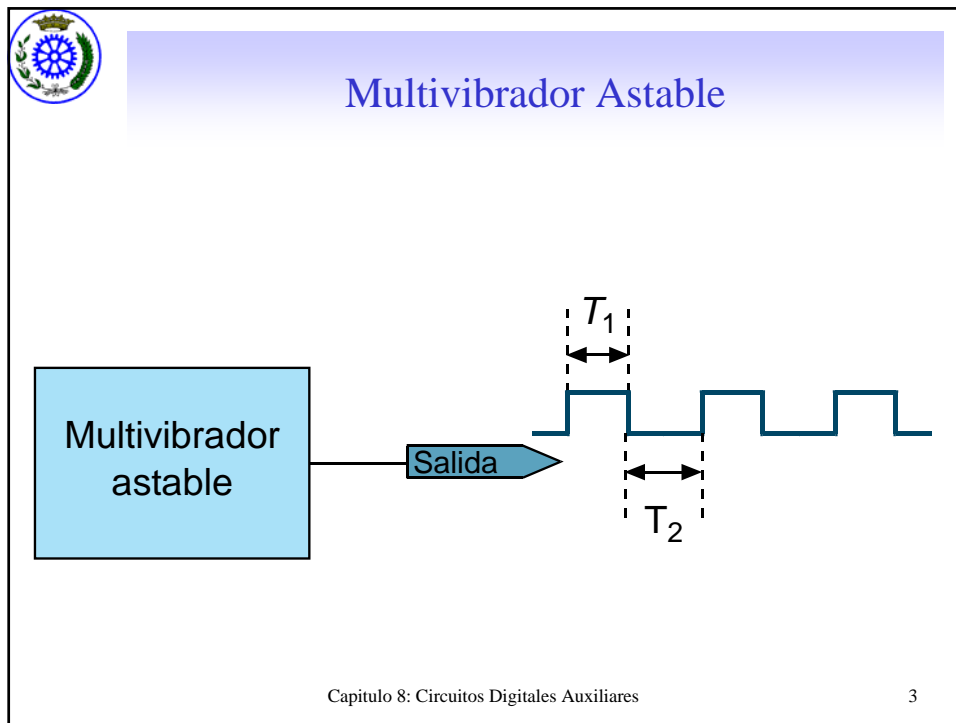 Multivibrador Astable
T₁
Multivibrador
astable
Salida
T₂
Capitulo 8: Circuitos Digitales Auxiliares 3